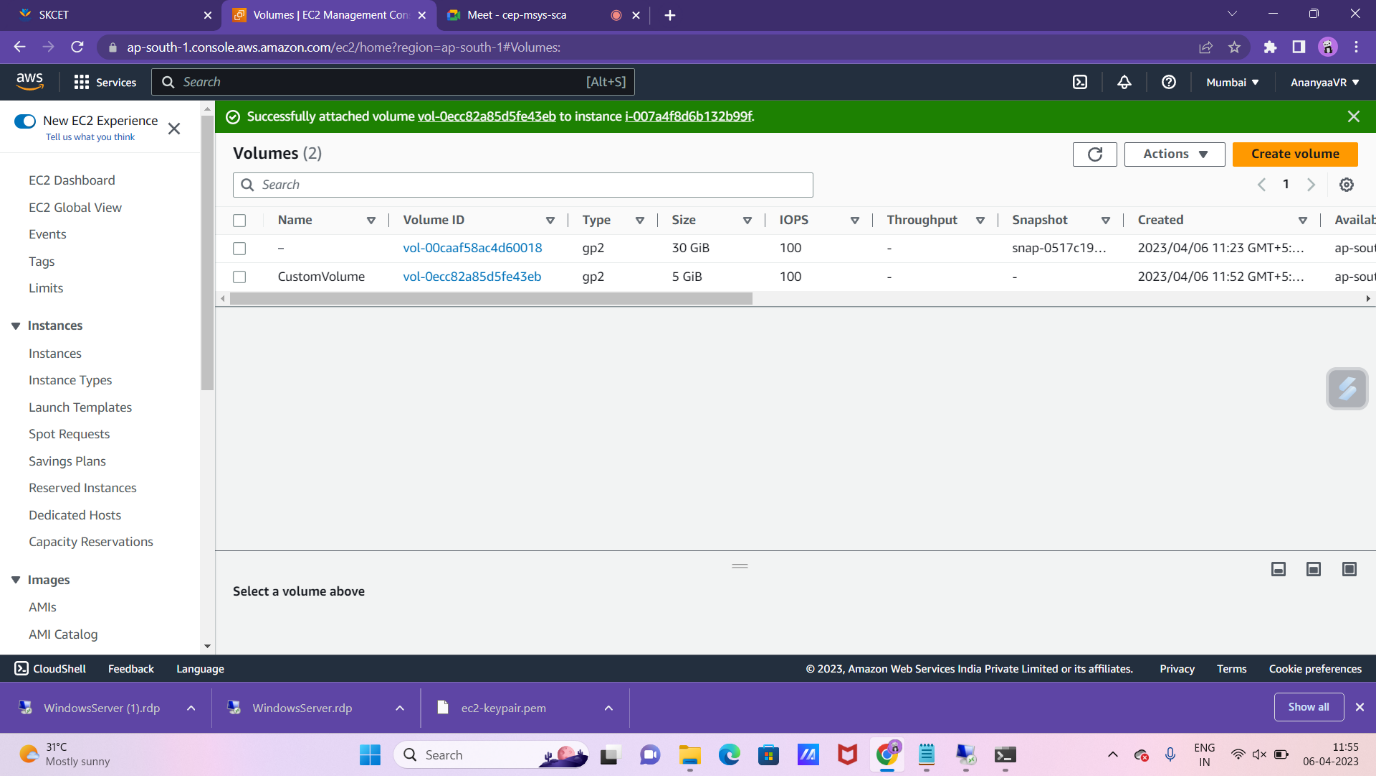 SKCET
Volumes | EC2 Management Con
Meet - cep-msys-sca
ap-south-1.console.aws.amazon.com/ec2/home?region=ap-south-1#Volumes:
aws
Services
Search
[Alt+S]
Mumbai
AnanyaaVR
New EC2 Experience
Tell us what you think
Successfully attached volume vol-0ecc82a85d5fe43eb to instance i-007a4f8d6b132b99f.
Volumes (2)
Actions
Create volume
Search
1
Name Volume ID Type Size IOPS Throughput Snapshot Created Availab
– vol-00caaf58ac4d60018 gp2 30 GiB 100 - snap-0517c19... 2023/04/06 11:23 GMT+5:... ap-sout
CustomVolume vol-0ecc82a85d5fe43eb gp2 5 GiB 100 - - 2023/04/06 11:52 GMT+5:... ap-sout
EC2 Dashboard
EC2 Global View
Events
Tags
Limits
Instances
Instances
Instance Types
Launch Templates
Spot Requests
Savings Plans
Reserved Instances
Dedicated Hosts
Capacity Reservations
Images
AMIs
AMI Catalog
Select a volume above
CloudShell
Feedback
Language
© 2023, Amazon Web Services India Private Limited or its affiliates.
Privacy
Terms
Cookie preferences
WindowsServer (1).rdp
WindowsServer.rdp
ec2-keypair.pem
Show all
31°C
Mostly sunny
Search
ENG
IN
11:55
06-04-2023